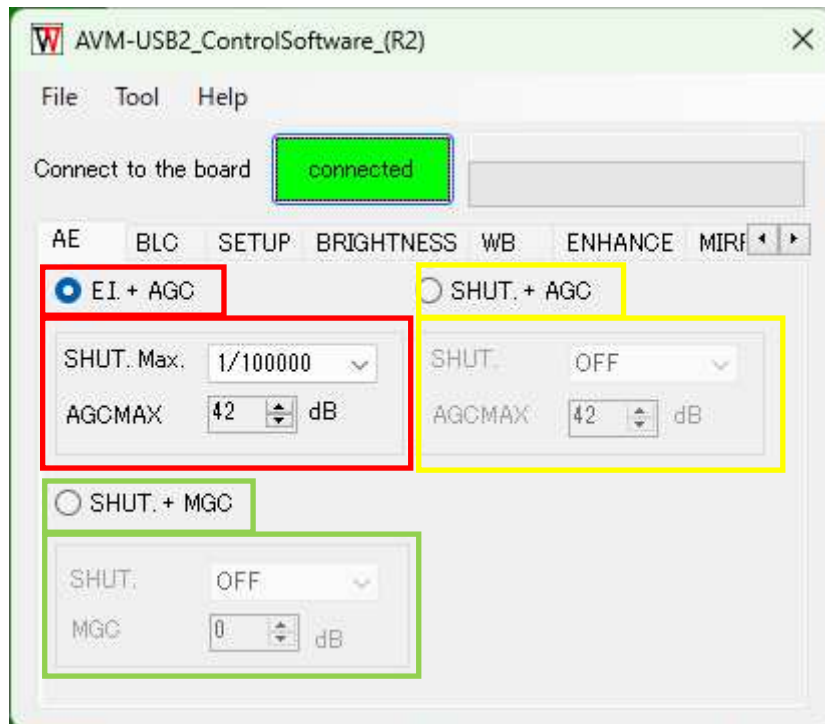 AVM-USB2_ControlSoftware_(R2)
File Tool Help
Connect to the board connected
AE BLC SETUP BRIGHTNESS WB ENHANCE MIRF
E.I. + AGC
SHUT. Max. 1/100000
AGCMAX 42 dB
SHUT. + AGC
SHUT. OFF
AGCMAX 42 dB
SHUT. + MGC
SHUT. OFF
MGC 0 dB